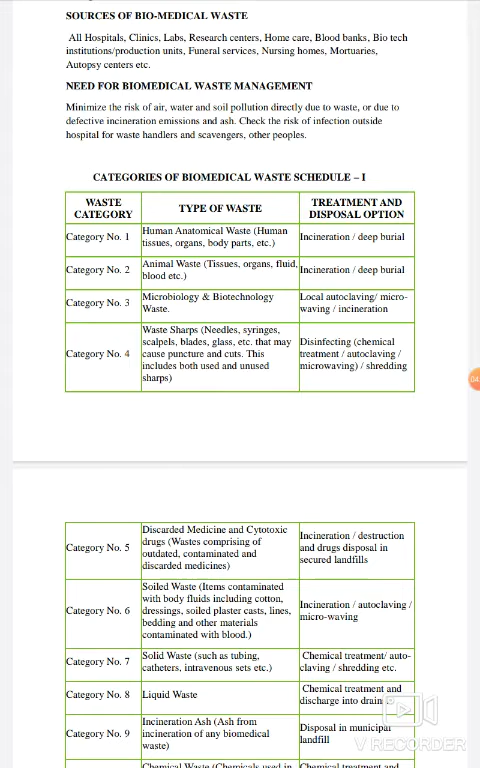 SOURCES OF BIO-MEDICAL WASTE
All Hospitals, Clinics, Labs, Research centers, Home care, Blood banks, Bio tech
institutions/production units, Funeral services, Nursing homes, Mortuaries,
Autopsy centers etc.
NEED FOR BIOMEDICAL WASTE MANAGEMENT
Minimize the risk of air, water and soil pollution directly due to waste, or due to
defective incineration emissions and ash. Check the risk of infection outside
hospital for waste handlers and scavengers, other peoples.
CATEGORIES OF BIOMEDICAL WASTE SCHEDULE – I
WASTE
CATEGORY
TYPE OF WASTE
TREATMENT AND
DISPOSAL OPTION
Category No. 1
Human Anatomical Waste (Human
tissues, organs, body parts, etc.)
Incineration / deep burial
Category No. 2
Animal Waste (Tissues, organs, fluid,
blood etc.)
Incineration / deep burial
Category No. 3
Microbiology & Biotechnology
Waste.
Local autoclaving/ micro-
waving / incineration
Category No. 4
Waste Sharps (Needles, syringes,
scalpels, blades, glass, etc. that may
cause puncture and cuts. This
includes both used and unused
sharps)
Disinfecting (chemical
treatment / autoclaving /
microwaving) / shredding
04
Category No. 5
Discarded Medicine and Cytotoxic
drugs (Wastes comprising of
outdated, contaminated and
discarded medicines)
Incineration / destruction
and drugs disposal in
secured landfills
Category No. 6
Soiled Waste (Items contaminated
with body fluids including cotton,
dressings, soiled plaster casts, lines,
bedding and other materials
contaminated with blood.)
Incineration / autoclaving /
micro-waving
Category No. 7
Solid Waste (such as tubing,
catheters, intravenous sets etc.)
Chemical treatment/ auto-
claving / shredding etc.
Category No. 8
Liquid Waste
Chemical treatment and
discharge into drain
Category No. 9
Incineration Ash (Ash from
incineration of any biomedical
waste)
Disposal in municipal
landfill
V RECORDER
Chemical Waste (Chemicals used in
Chemical treatment and